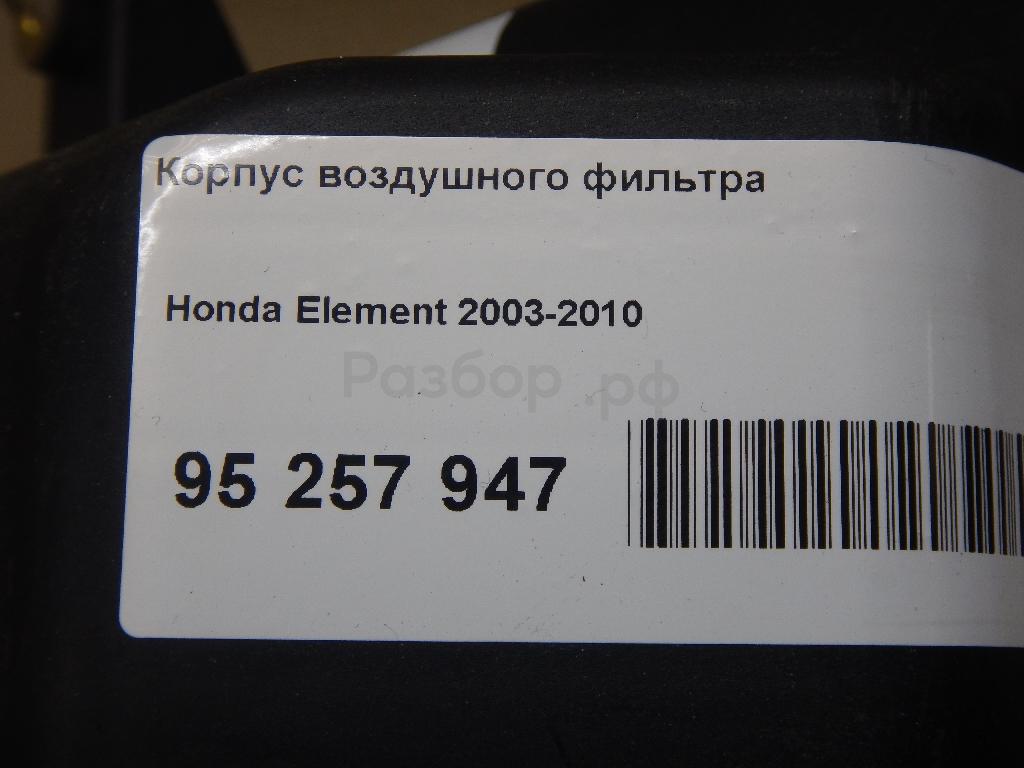 Корпус воздушного фильтра
Honda Element 2003-2010
Разбор.рф
95 257 947